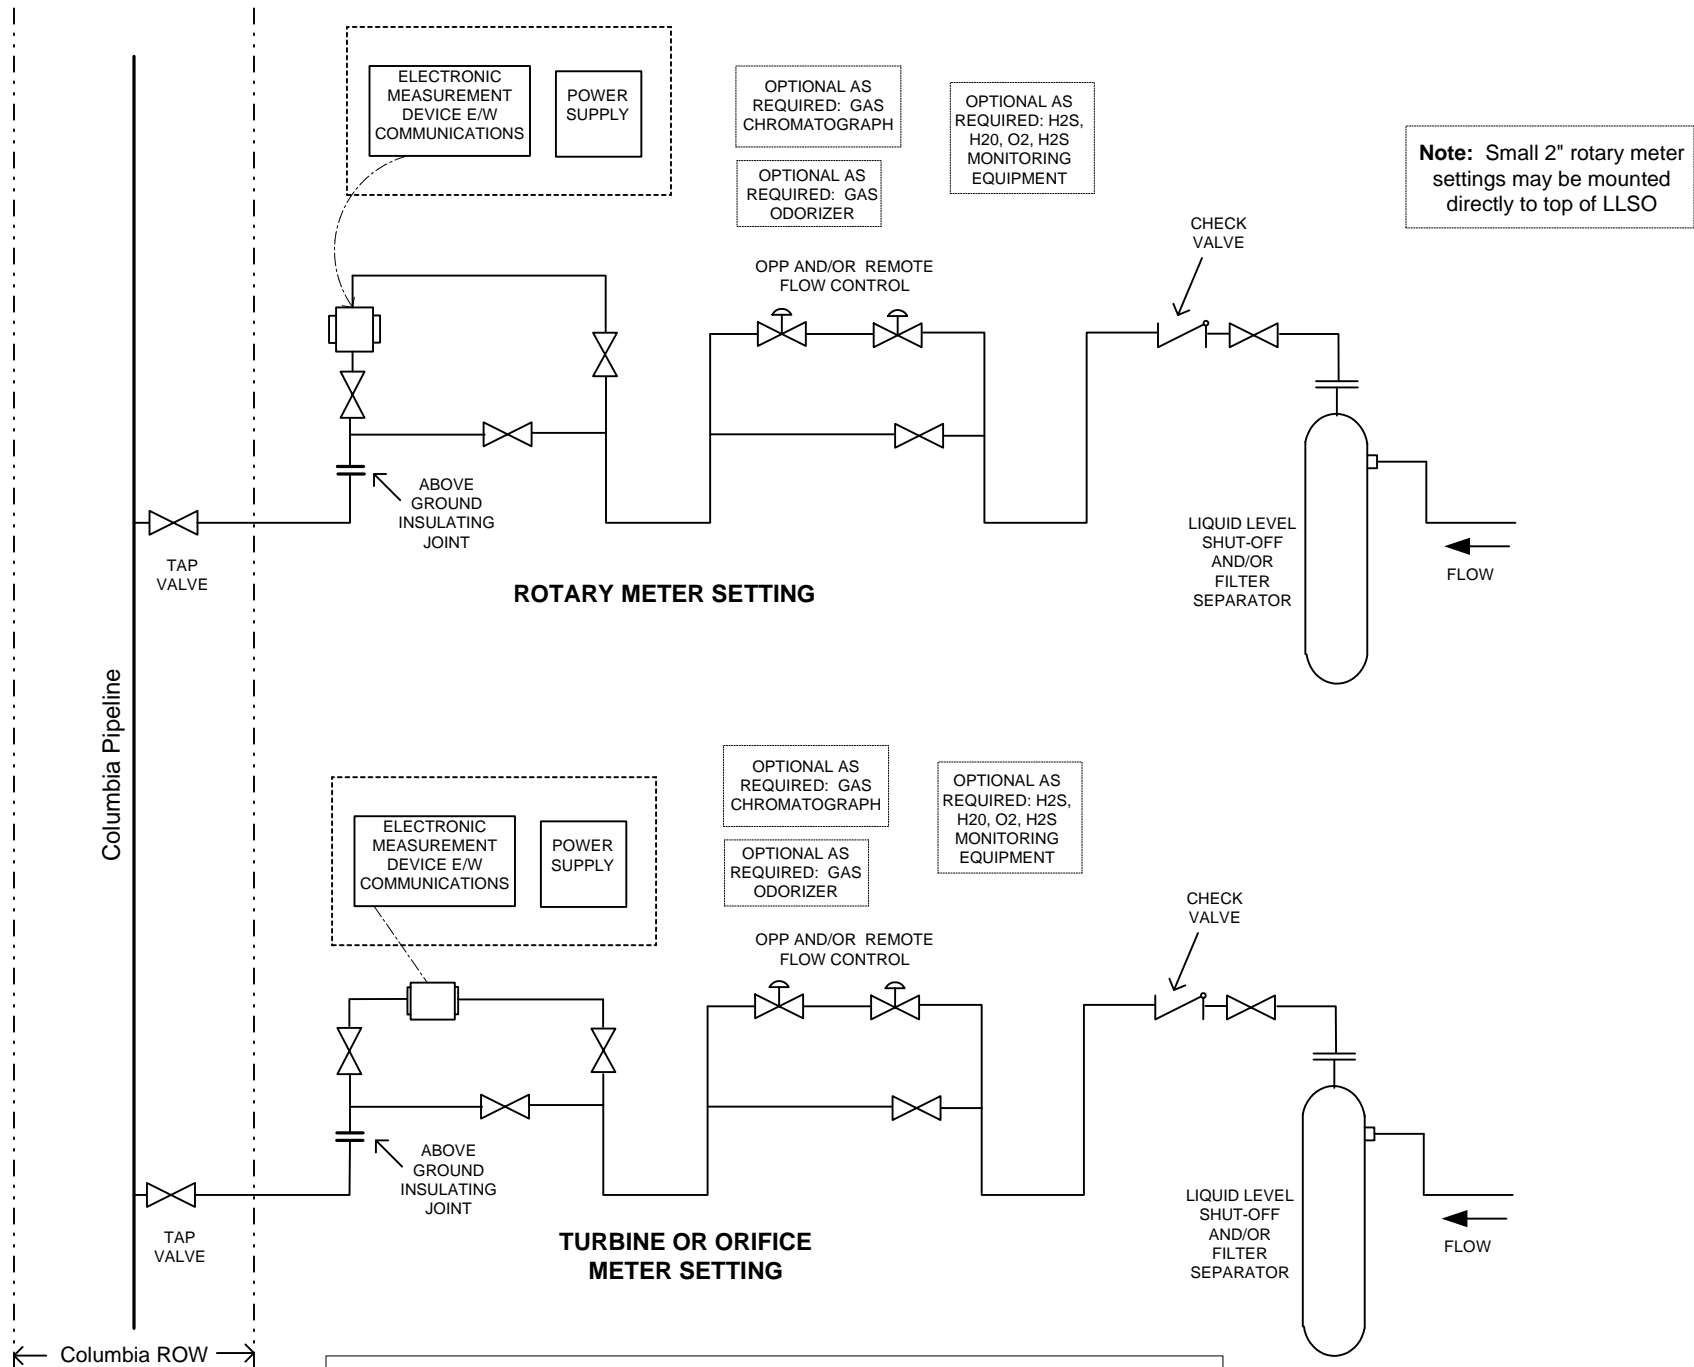 ELECTRONIC
MEASUREMENT
DEVICE E/W
COMMUNICATIONS
POWER
SUPPLY
OPTIONAL AS
REQUIRED: GAS
CHROMATOGRAPH
OPTIONAL AS
REQUIRED: GAS
ODORIZER
OPTIONAL AS
REQUIRED: H2S,
H20, O2, H2S
MONITORING
EQUIPMENT
Note: Small 2" rotary meter
settings may be mounted
directly to top of LLSO
CHECK
VALVE
OPP AND/OR REMOTE
FLOW CONTROL
ABOVE
GROUND
INSULATING
JOINT
TAP
VALVE
LIQUID LEVEL
SHUT-OFF
AND/OR
FILTER
SEPARATOR
FLOW
ROTARY METER SETTING
Columbia Pipeline
ELECTRONIC
MEASUREMENT
DEVICE E/W
COMMUNICATIONS
POWER
SUPPLY
OPTIONAL AS
REQUIRED: GAS
CHROMATOGRAPH
OPTIONAL AS
REQUIRED: GAS
ODORIZER
OPTIONAL AS
REQUIRED: H2S,
H20, O2, H2S
MONITORING
EQUIPMENT
CHECK
VALVE
OPP AND/OR REMOTE
FLOW CONTROL
ABOVE
GROUND
INSULATING
JOINT
TAP
VALVE
LIQUID LEVEL
SHUT-OFF
AND/OR
FILTER
SEPARATOR
FLOW
TURBINE OR ORIFICE
METER SETTING
Columbia ROW